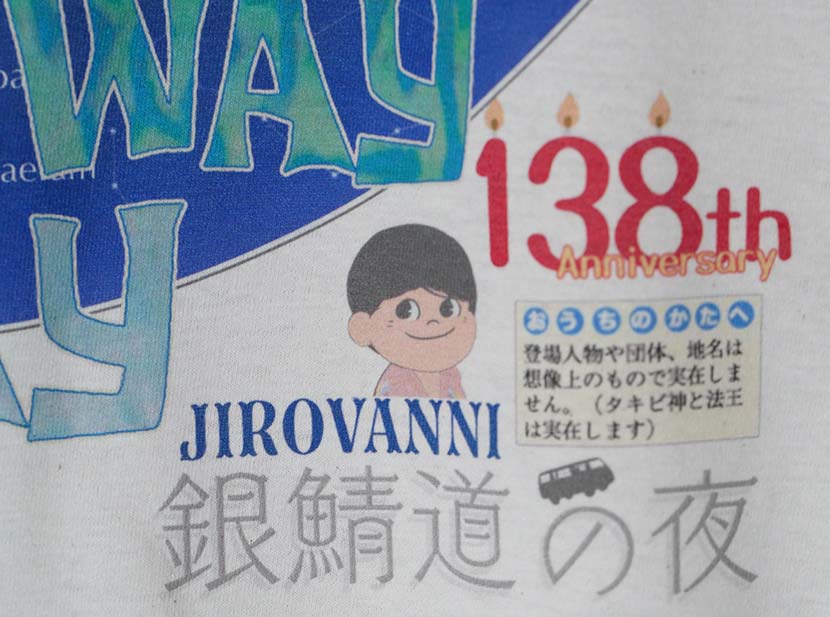 WAY
Y
138th
Anniversary
おうちのかたへ
登場人物や団体、地名は
想像上のもので実在しま
せん。（タキビ神と法王
は実在します）
JIROVANNI
銀鯖道の夜